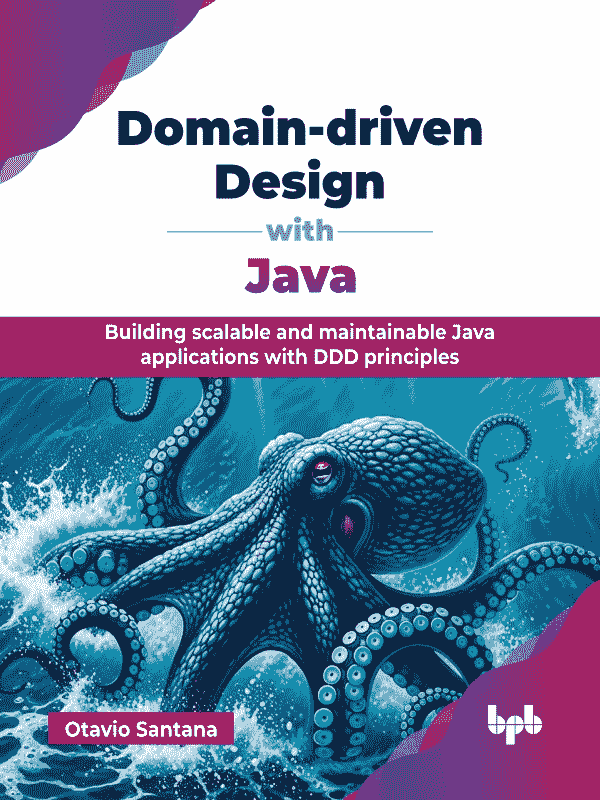 Domain-driven
Design
with
Java
Building scalable and maintainable Java
applications with DDD principles
Otavio Santana
bpb